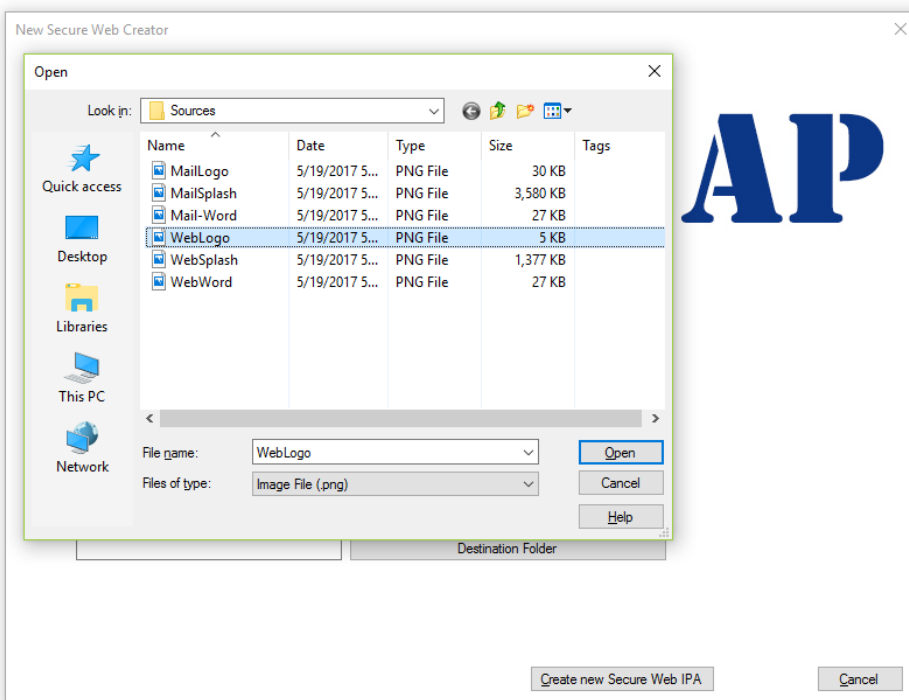 New Secure Web Creator
Open
Look in: Sources
Name Date Type Size Tags
MailLogo 5/19/2017 5... PNG File 30 KB
MailSplash 5/19/2017 5... PNG File 3,580 KB
Mail-Word 5/19/2017 5... PNG File 27 KB
WebLogo 5/19/2017 5... PNG File 5 KB
WebSplash 5/19/2017 5... PNG File 1,377 KB
WebWord 5/19/2017 5... PNG File 27 KB
Quick access
Desktop
Libraries
This PC
Network
File name: WebLogo Open
Files of type: Image File (.png) Cancel
Help
AP
Destination Folder
Create new Secure Web IPA Cancel